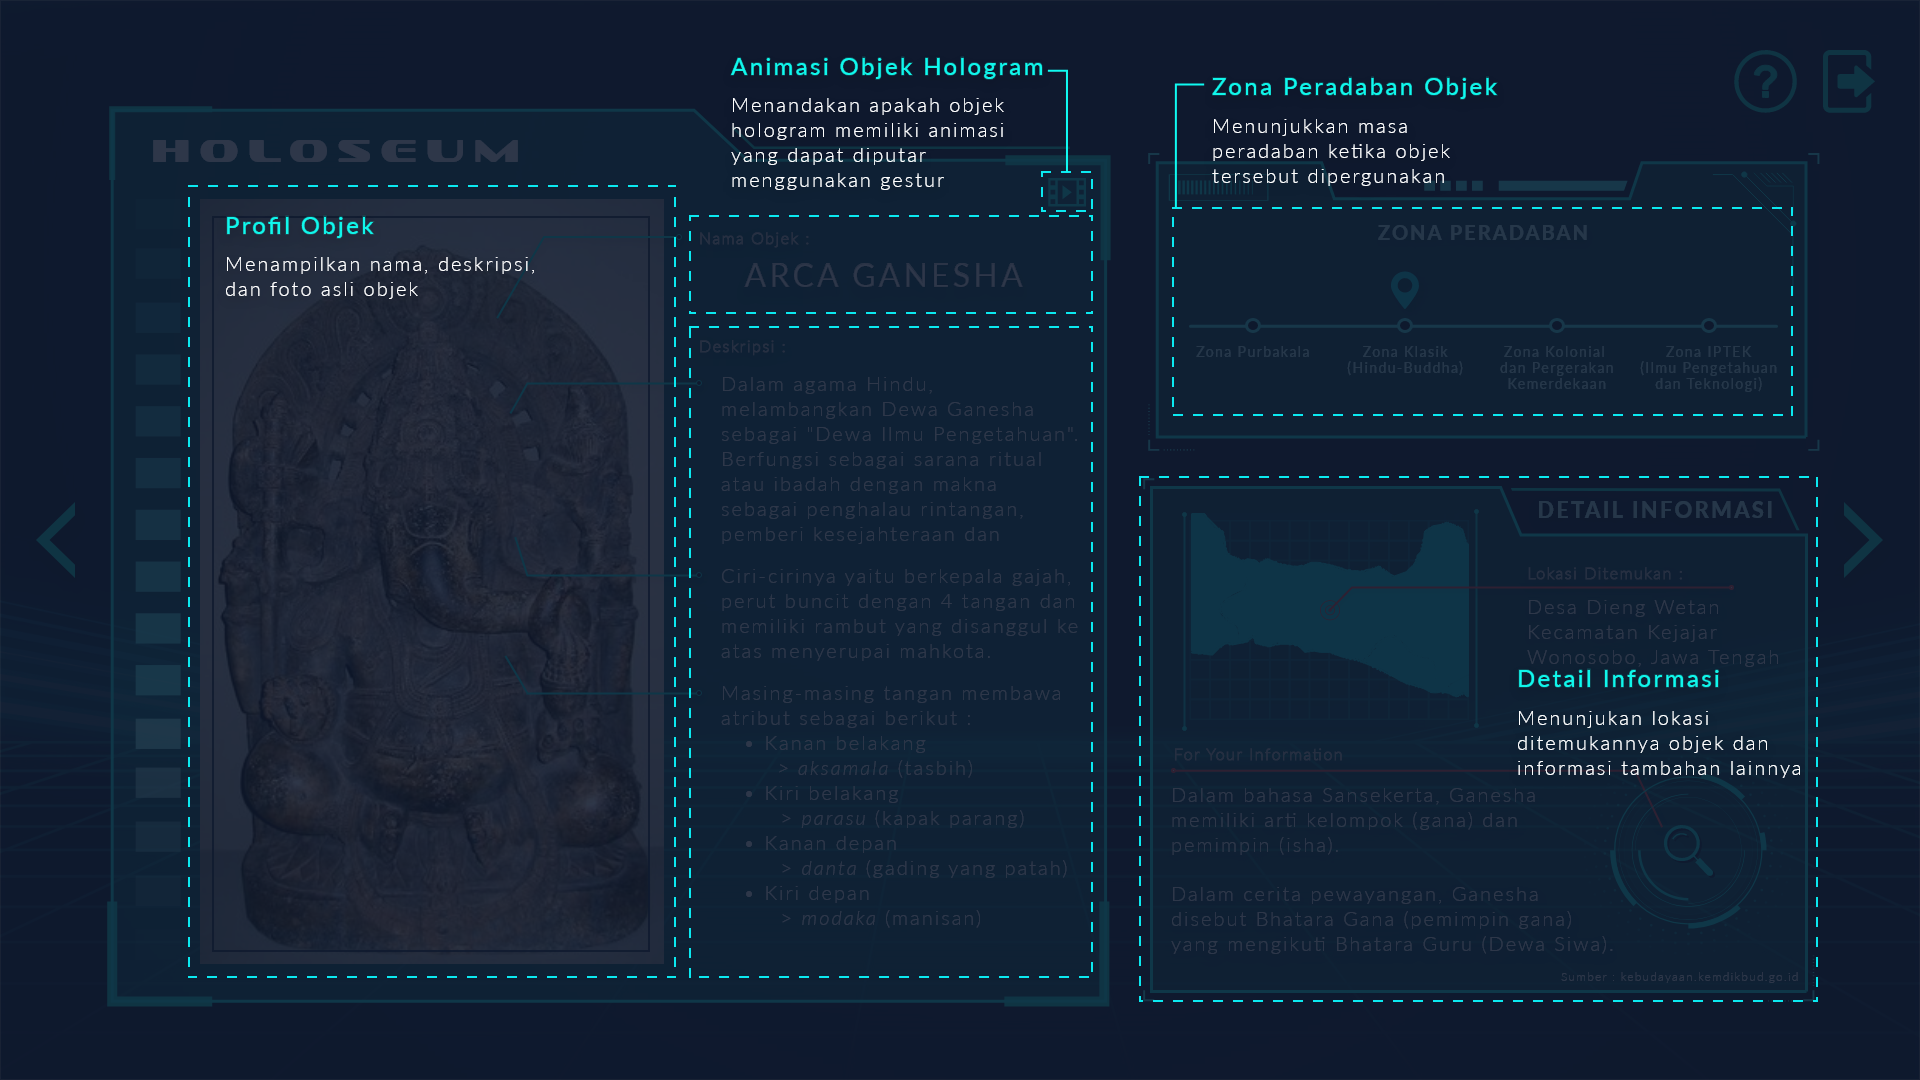 HOLOSEUM
Animasi Objek Hologram
Menandakan apakah objek
hologram memiliki animasi
yang dapat diputar
menggunakan gestur
Profil Objek
Menampilkan nama, deskripsi,
dan foto asli objek
Nama Objek :
ARCA GANESHA
Deskripsi :
Dalam agama Hindu,
melambangkan Dewa Ganesha
sebagai "Dewa Ilmu Pengetahuan".
Berfungsi sebagai sarana ritual
atau ibadah dengan makna
sebagai penghalau rintangan,
pemberi kesejahteraan dan
Ciri-cirinya yaitu berkepala gajah,
perut buncit dengan 4 tangan dan
memiliki rambut yang disanggul ke
atas menyerupai mahkota.
Masing-masing tangan membawa
atribut sebagai berikut :
• Kanan belakang
> aksamala (tasbih)
• Kiri belakang
> parasu (kapak parang)
• Kanan depan
> danta (gading yang patah)
• Kiri depan
> modaka (manisan)
Zona Peradaban Objek
Menunjukkan masa
peradaban ketika objek
tersebut dipergunakan
?
ZONA PERADABAN
Zona Purbakala
Zona Klasik
(Hindu-Buddha)
Zona Kolonial
dan Pergerakan
Kemerdekaan
Zona IPTEK
(Ilmu Pengetahuan
dan Teknologi)
DETAIL INFORMASI
Lokasi Ditemukan :
Desa Dieng Wetan
Kecamatan Kejajar
Wonosobo, Jawa Tengah
Detail Informasi
Menunjukan lokasi
ditemukannya objek dan
informasi tambahan lainnya
For Your Information
Dalam bahasa Sansekerta, Ganesha
memiliki arti kelompok (gana) dan
pemimpin (isha).
Dalam cerita pewayangan, Ganesha
disebut Bhatara Gana (pemimpin gana)
yang mengikuti Bhatara Guru (Dewa Siwa).
Sumber : kebudayaan.kemdikbud.go.id